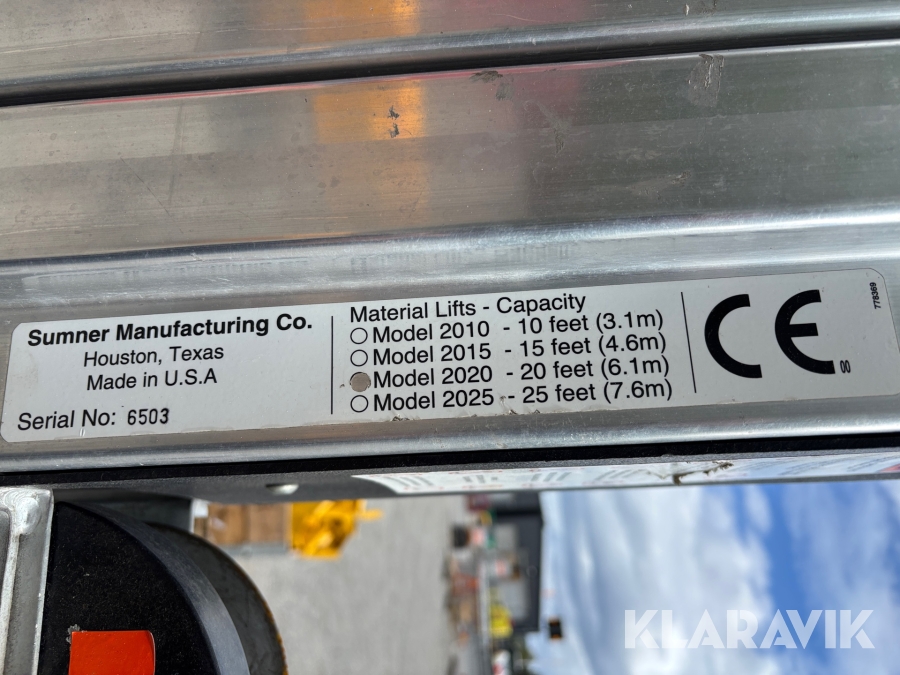 Sumner Manufacturing Co.
Houston, Texas
Made in U.S.A
Serial No: 6503
Material Lifts - Capacity
Model 2010 - 10 feet (3.1m)
Model 2015 - 15 feet (4.6m)
Model 2020 - 20 feet (6.1m)
Model 2025 -- 25 feet (7.6m)
CE
00
778369
KLARAVIK